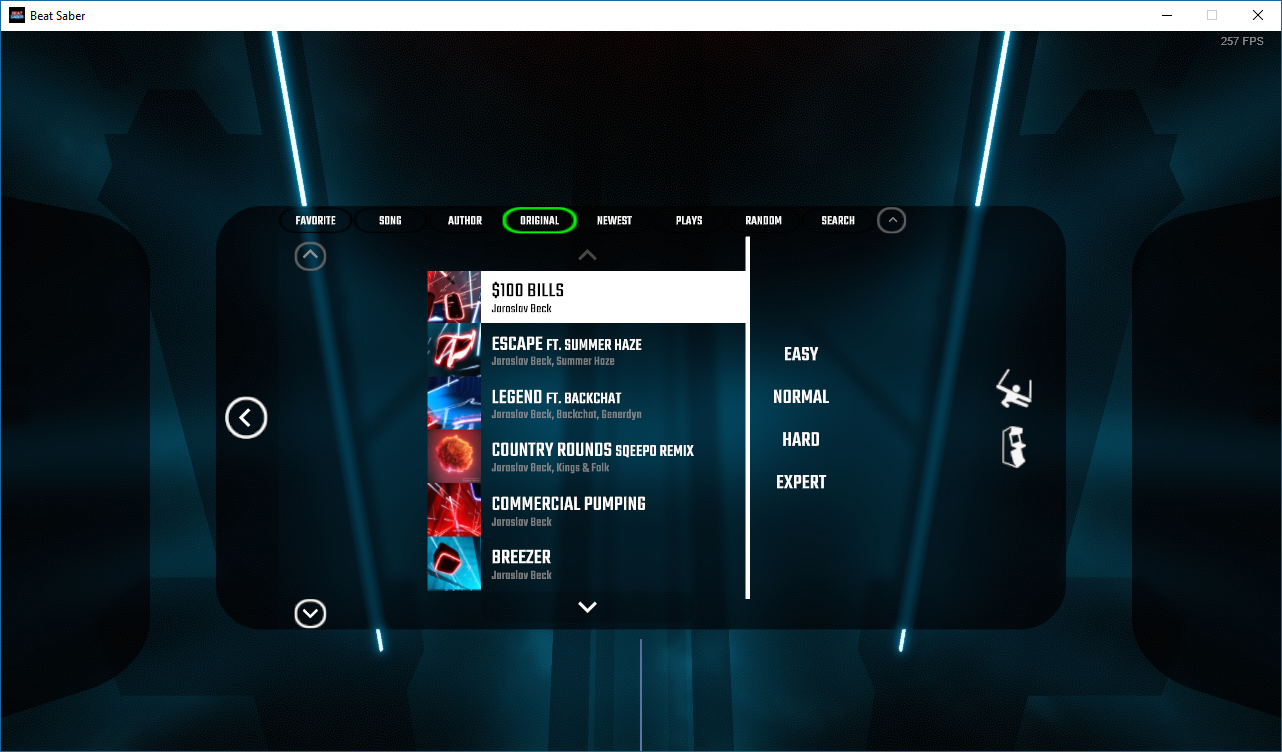 Beat Saber
257 FPS
FAVORITE SONG AUTHOR ORIGINAL NEWEST PLAYS RANDOM SEARCH
$100 BILLS
Jaroslav Beck
ESCAPE FT. SUMMER HAZE
Jaroslav Beck, Summer Haze
LEGEND FT. BACKCHAT
Jaroslav Beck, Backchat, Generdyn
COUNTRY ROUNDS SQEEPO REMIX
Jaroslav Beck, Kings & Folk
COMMERCIAL PUMPING
Jaroslav Beck
BREEZER
Jaroslav Beck
EASY
NORMAL
HARD
EXPERT